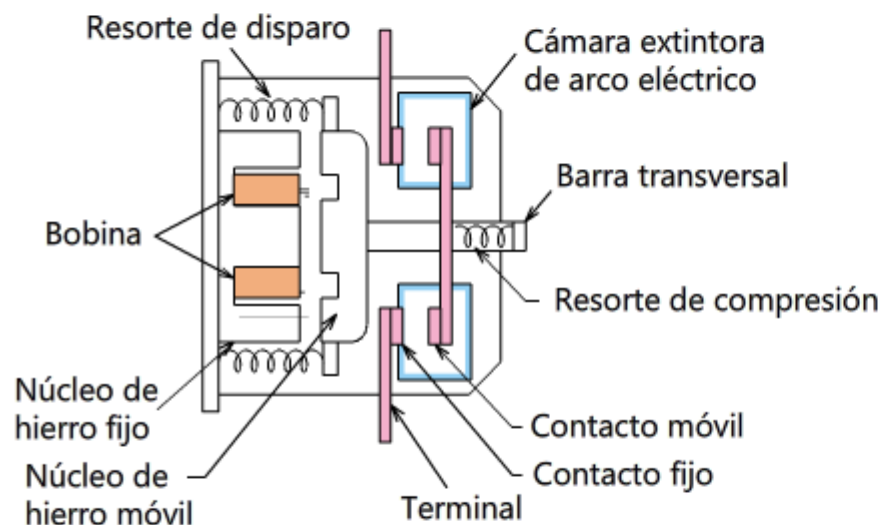 Resorte de disparo
Cámara extintora
de arco eléctrico
Barra transversal
Bobina
Resorte de compresión
Núcleo de
hierro fijo
Contacto móvil
Núcleo de
hierro móvil
Contacto fijo
Terminal